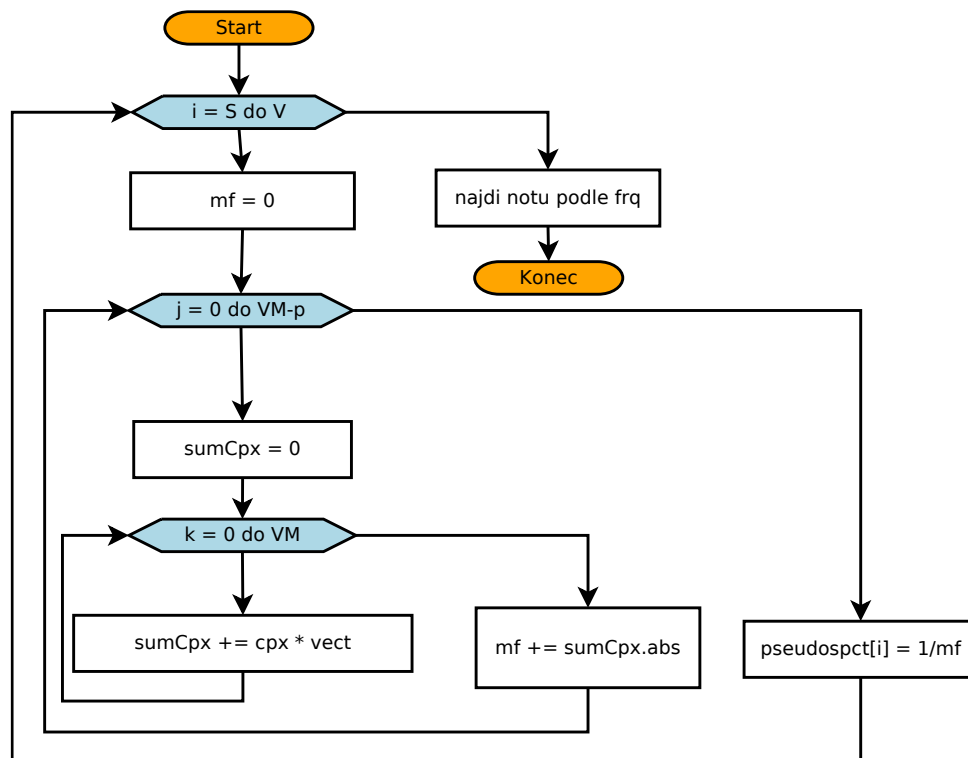 Start
i = S do V
mf = 0
najdi notu podle frq
Konec
j = 0 do VM-p
sumCpx = 0
k = 0 do VM
sumCpx += cpx * vect
mf += sumCpx.abs
pseudospct[i] = 1/mf